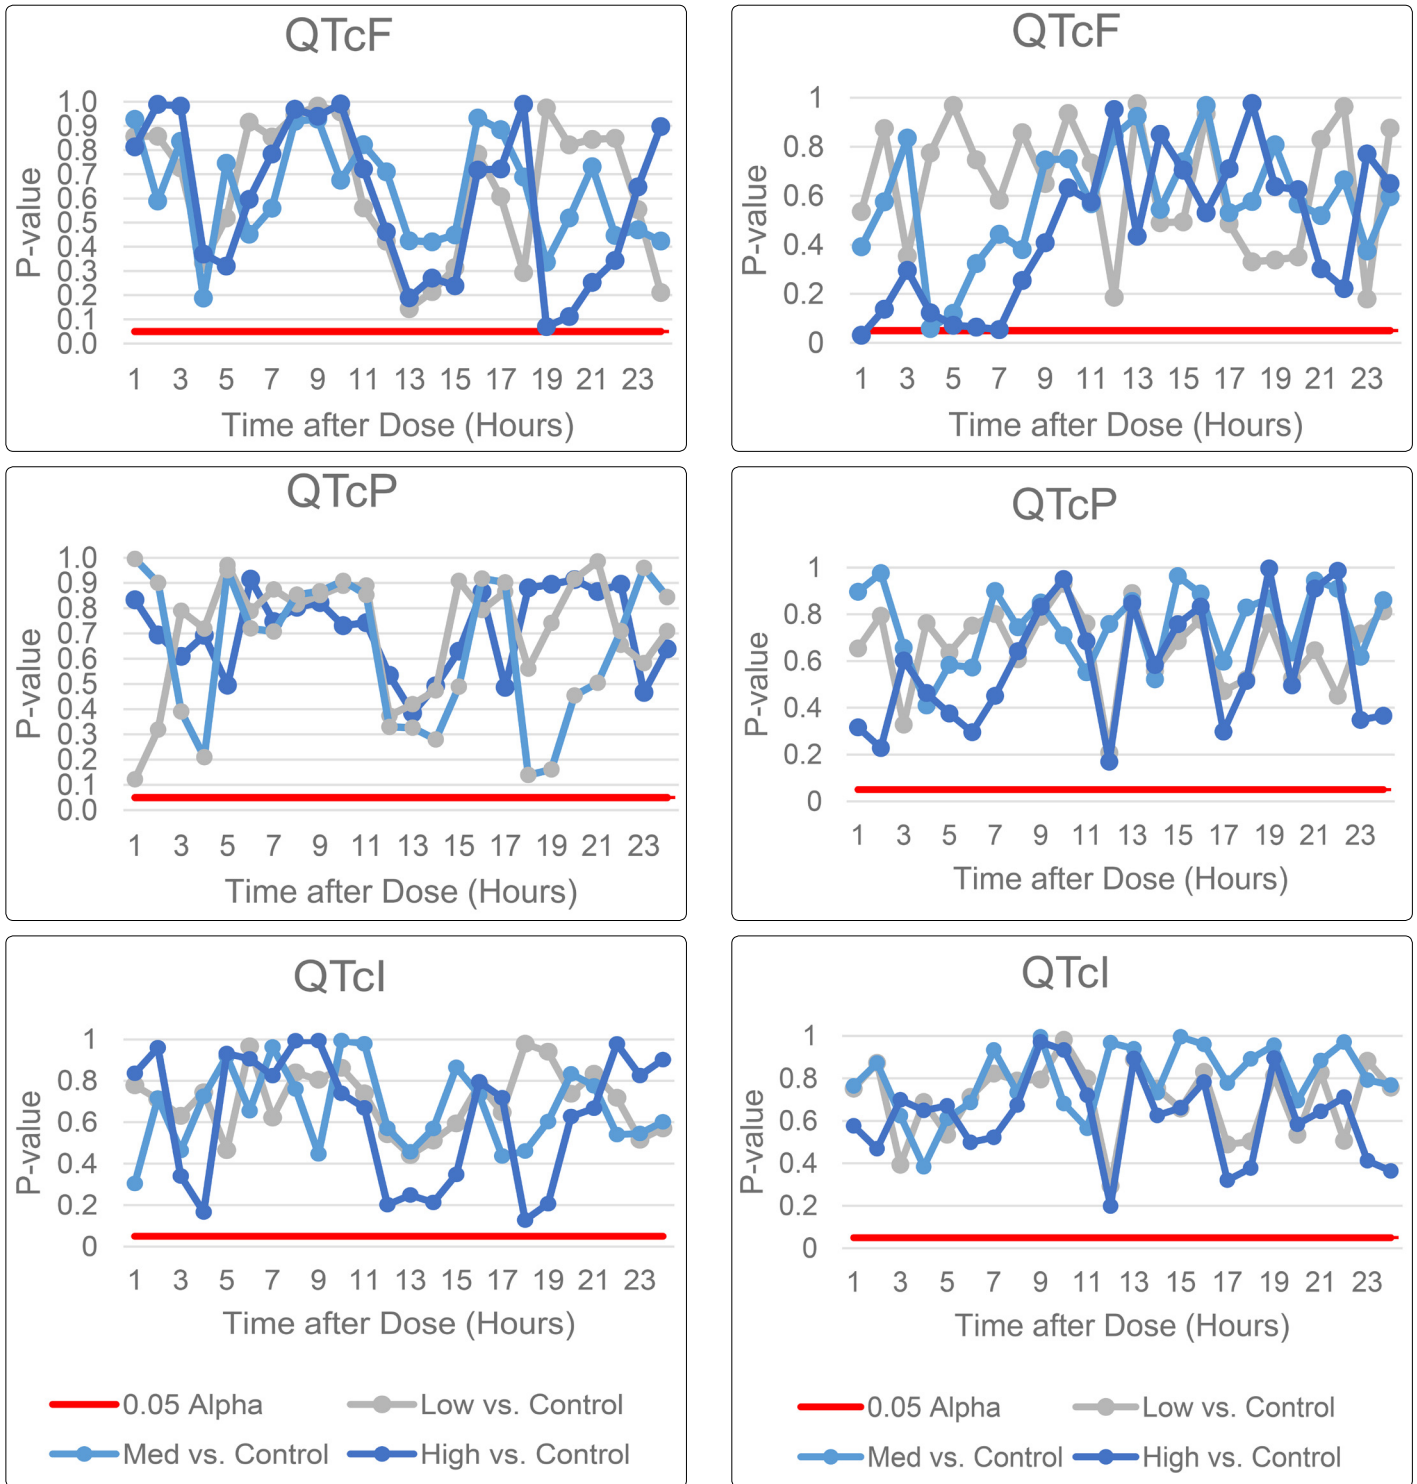 QTcF
1.0
0.9
0.8
0.7
0.6
0.5
0.4
0.3
0.2
0.1
0.0
P-value
1 3 5 7 9 11 13 15 17 19 21 23
Time after Dose (Hours)
QTcF
1
0.8
0.6
0.4
0.2
0
P-value
1 3 5 7 9 11 13 15 17 19 21 23
Time after Dose (Hours)
QTcP
1.0
0.9
0.8
0.7
0.6
0.5
0.4
0.3
0.2
0.1
0.0
P-value
1 3 5 7 9 11 13 15 17 19 21 23
Time after Dose (Hours)
QTcP
1
0.8
0.6
0.4
0.2
0
P-value
1 3 5 7 9 11 13 15 17 19 21 23
Time after Dose (Hours)
QTcI
1
0.8
0.6
0.4
0.2
0
P-value
1 3 5 7 9 11 13 15 17 19 21 23
Time after Dose (Hours)
0.05 Alpha Low vs. Control
Med vs. Control High vs. Control
QTcI
1
0.8
0.6
0.4
0.2
0
P-value
1 3 5 7 9 11 13 15 17 19 21 23
Time after Dose (Hours)
0.05 Alpha Low vs. Control
Med vs. Control High vs. Control